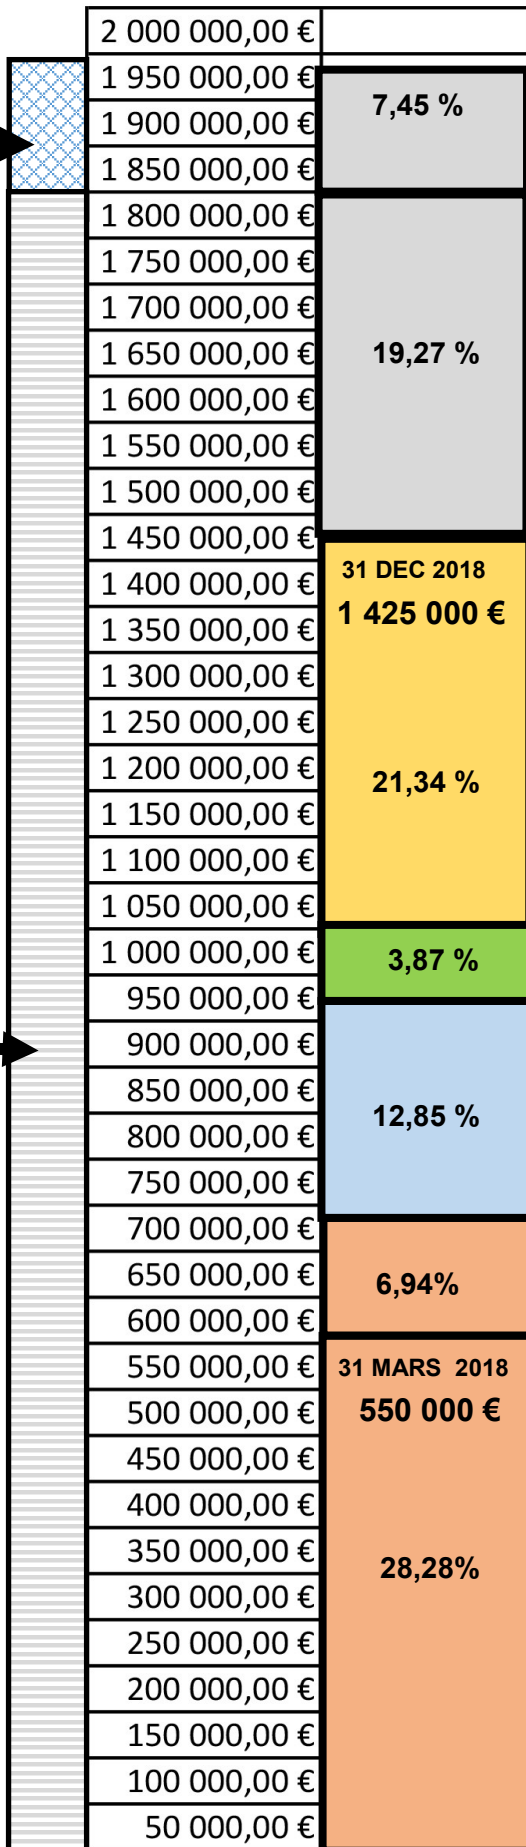 2 000 000,00 €
1 950 000,00 €
7,45 %
1 900 000,00 €
1 850 000,00 €
1 800 000,00 €
1 750 000,00 €
1 700 000,00 €
1 650 000,00 €
19,27 %
1 600 000,00 €
1 550 000,00 €
1 500 000,00 €
1 450 000,00 €
31 DEC 2018
1 400 000,00 €
1 425 000 €
1 350 000,00 €
1 300 000,00 €
1 250 000,00 €
1 200 000,00 €
21,34 %
1 150 000,00 €
1 100 000,00 €
1 050 000,00 €
1 000 000,00 €
3,87 %
950 000,00 €
900 000,00 €
850 000,00 €
12,85 %
800 000,00 €
750 000,00 €
700 000,00 €
650 000,00 €
6,94%
600 000,00 €
550 000,00 €
31 MARS 2018
500 000,00 €
550 000 €
450 000,00 €
400 000,00 €
350 000,00 €
28,28%
300 000,00 €
250 000,00 €
200 000,00 €
150 000,00 €
100 000,00 €
50 000,00 €